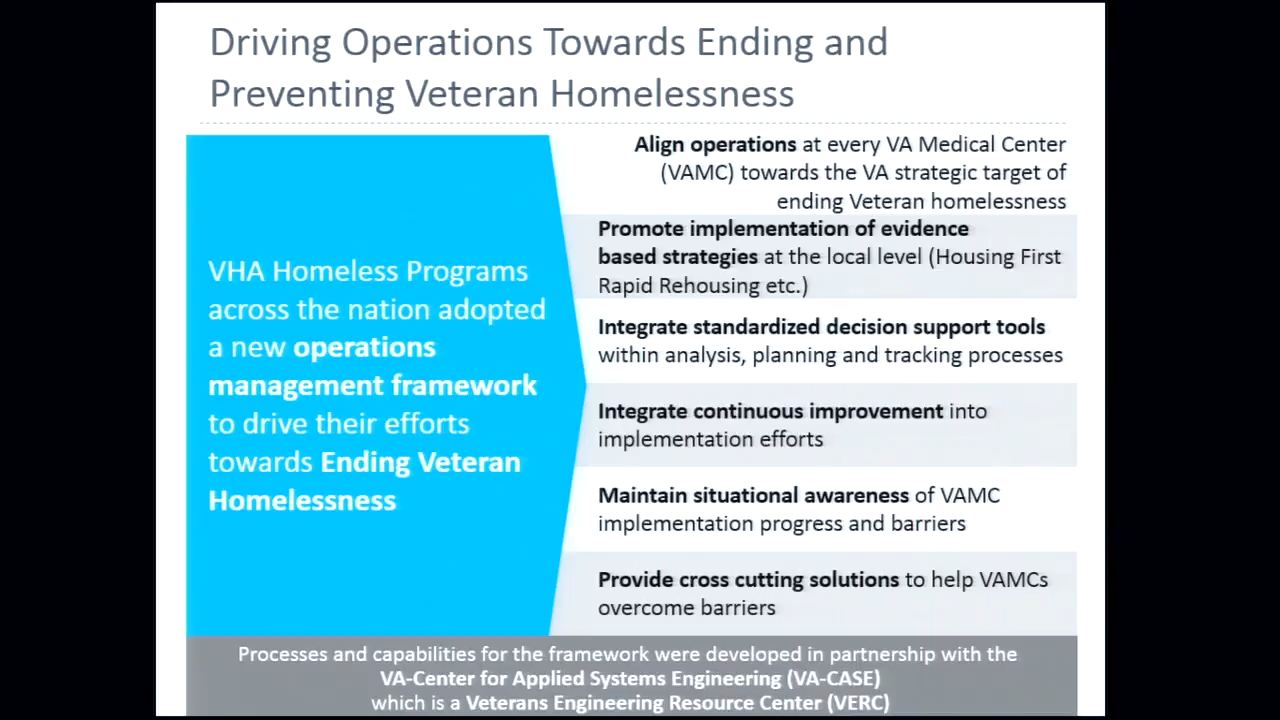 Driving Operations Towards Ending and
Preventing Veteran Homelessness
VHA Homeless Programs
across the nation adopted
a new operations
management framework
to drive their efforts
towards Ending Veteran
Homelessness
Align operations at every VA Medical Center
(VAMC) towards the VA strategic target of
ending Veteran homelessness
Promote implementation of evidence
based strategies at the local level (Housing First
Rapid Rehousing etc.)
Integrate standardized decision support tools
within analysis, planning and tracking processes
Integrate continuous improvement into
implementation efforts
Maintain situational awareness of VAMC
implementation progress and barriers
Provide cross cutting solutions to help VAMCs
overcome barriers
Processes and capabilities for the framework were developed in partnership with the
VA-Center for Applied Systems Engineering (VA-CASE)
which is a Veterans Engineering Resource Center (VERC)